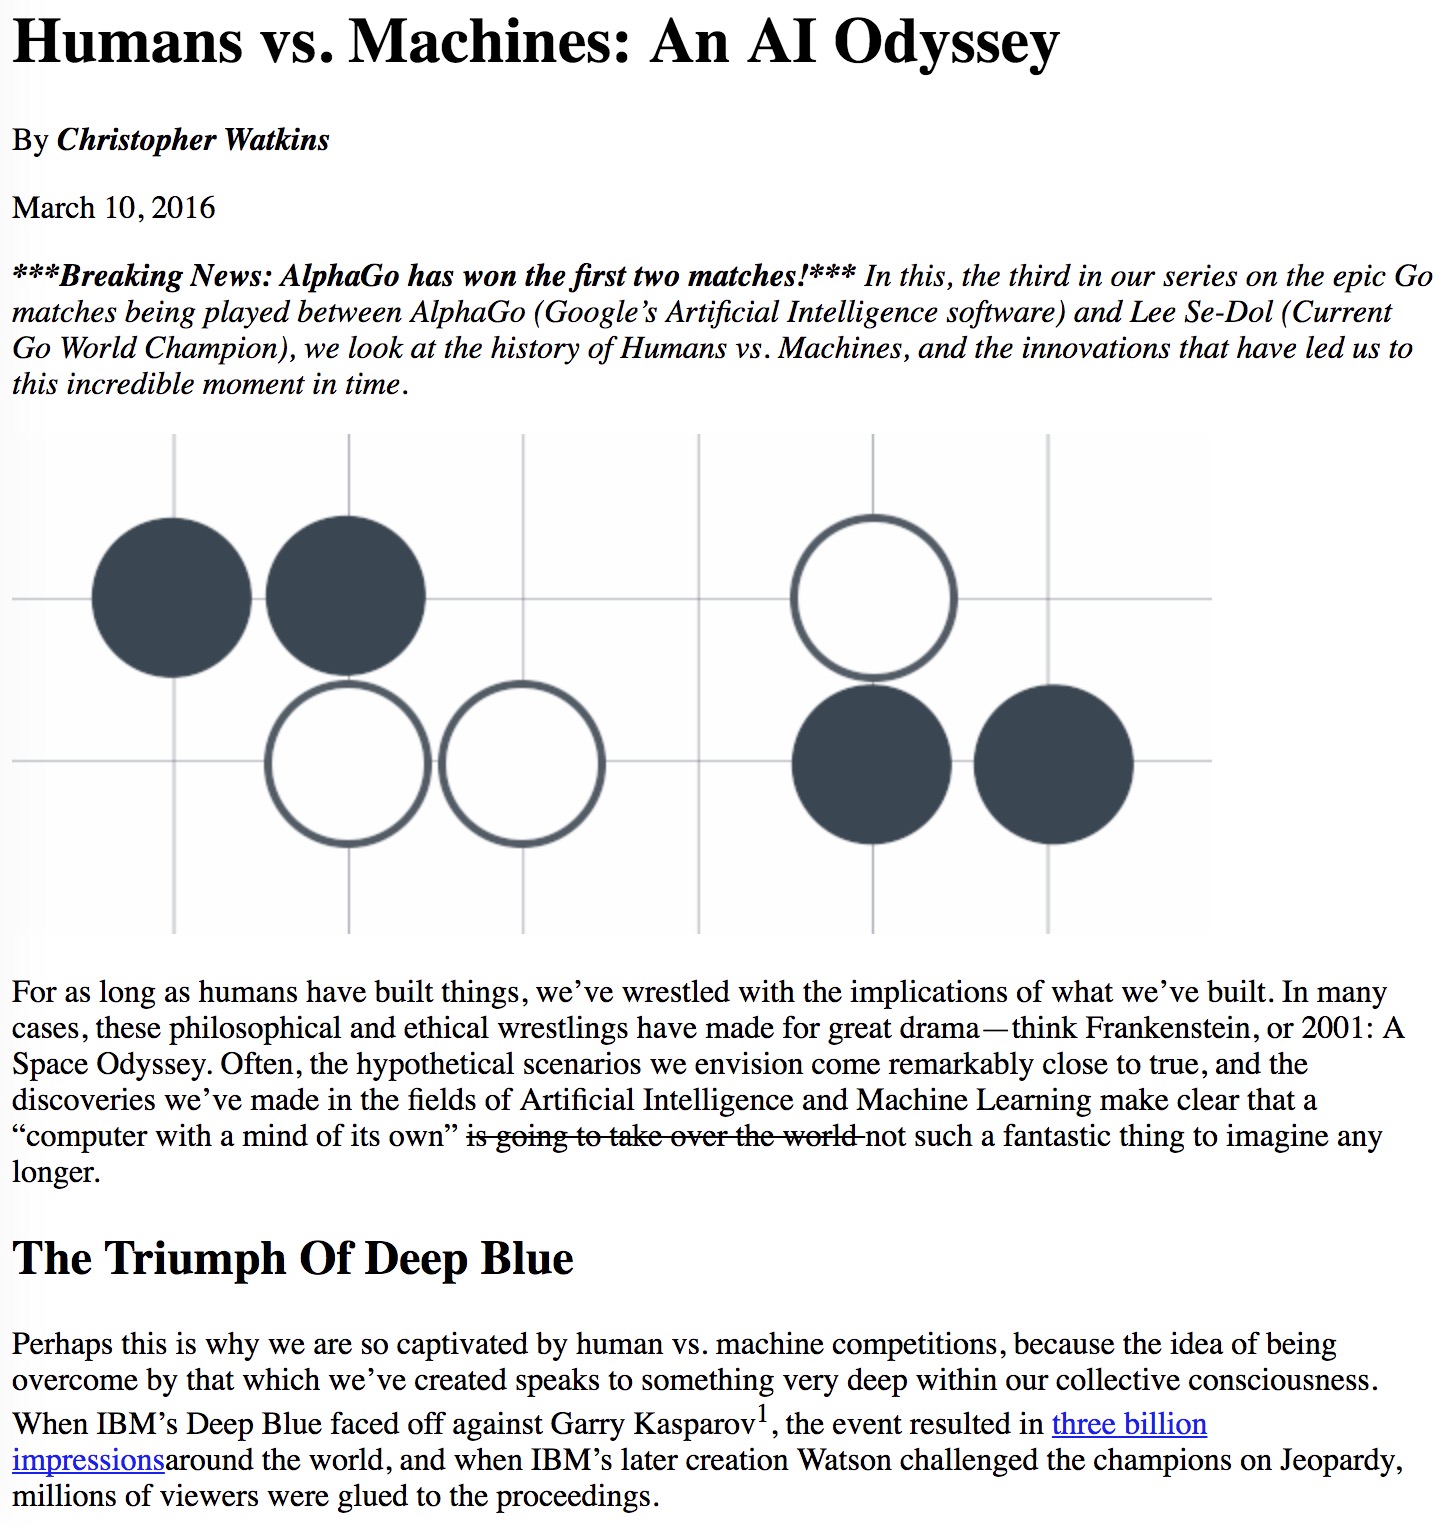 Humans vs. Machines: An AI Odyssey
By Christopher Watkins
March 10, 2016
***Breaking News: AlphaGo has won the first two matches!*** In this, the third in our series on the epic Go
matches being played between AlphaGo (Google’s Artificial Intelligence software) and Lee Se-Dol (Current
Go World Champion), we look at the history of Humans vs. Machines, and the innovations that have led us to
this incredible moment in time.
For as long as humans have built things, we’ve wrestled with the implications of what we’ve built. In many
cases, these philosophical and ethical wrestlings have made for great drama—think Frankenstein, or 2001: A
Space Odyssey. Often, the hypothetical scenarios we envision come remarkably close to true, and the
discoveries we’ve made in the fields of Artificial Intelligence and Machine Learning make clear that a
“computer with a mind of its own” is going to take over the world not such a fantastic thing to imagine any
longer.
The Triumph Of Deep Blue
Perhaps this is why we are so captivated by human vs. machine competitions, because the idea of being
overcome by that which we’ve created speaks to something very deep within our collective consciousness.
When IBM’s Deep Blue faced off against Garry Kasparov1, the event resulted in three billion
impressionsaround the world, and when IBM’s later creation Watson challenged the champions on Jeopardy,
millions of viewers were glued to the proceedings.